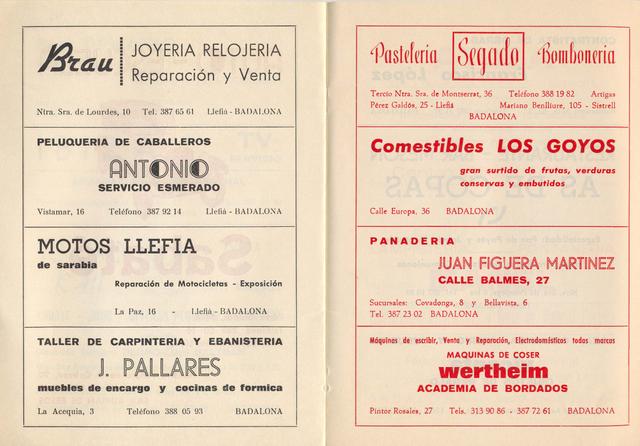 Brau
JOYERIA RELOJERIA
Reparación y Venta
Ntra. Sra. de Lourdes, 10 Tel. 387 65 61 Llefiá - BADALONA
PELUQUERIA DE CABALLEROS
ANTONIO
SERVICIO ESMERADO
Vistamar, 16 Teléfono 387 92 14 Llefiá - BADALONA
MOTOS LLEFIA
de sarabia
Reparación de Motocicletas - Exposición
La Paz, 16 - Llefiá - BADALONA
TALLER DE CARPINTERIA Y EBANISTERIA
J. PALLARES
muebles de encargo y cocinas de formica
La Acequia, 3 Teléfono 388 05 93 BADALONA
Pasteleria Segado Bomboneria
Tercio Ntra. Sra. de Montserrat, 36 Teléfono 388 19 82 Artigas
Pérez Galdós, 25 - Llefiá Mariano Benlliure, 105 - Sistrell
BADALONA
Comestibles LOS GOYOS
gran surtido de frutas, verduras
conservas y embutidos
Calle Europa, 36 BADALONA
PANADERIA
JUAN FIGUERA MARTINEZ
CALLE BALMES, 27
Sucursales: Covadonga, 8 y Bellavista, 6
Tel. 387 23 02 BADALONA
Máquinas de escribir, Venta y Reparación, Electrodomésticos todas marcas
MAQUINAS DE COSER
wertheim
ACADEMIA DE BORDADOS
Pintor Rosales, 27 Tels. 313 90 86 - 387 72 61 BADALONA